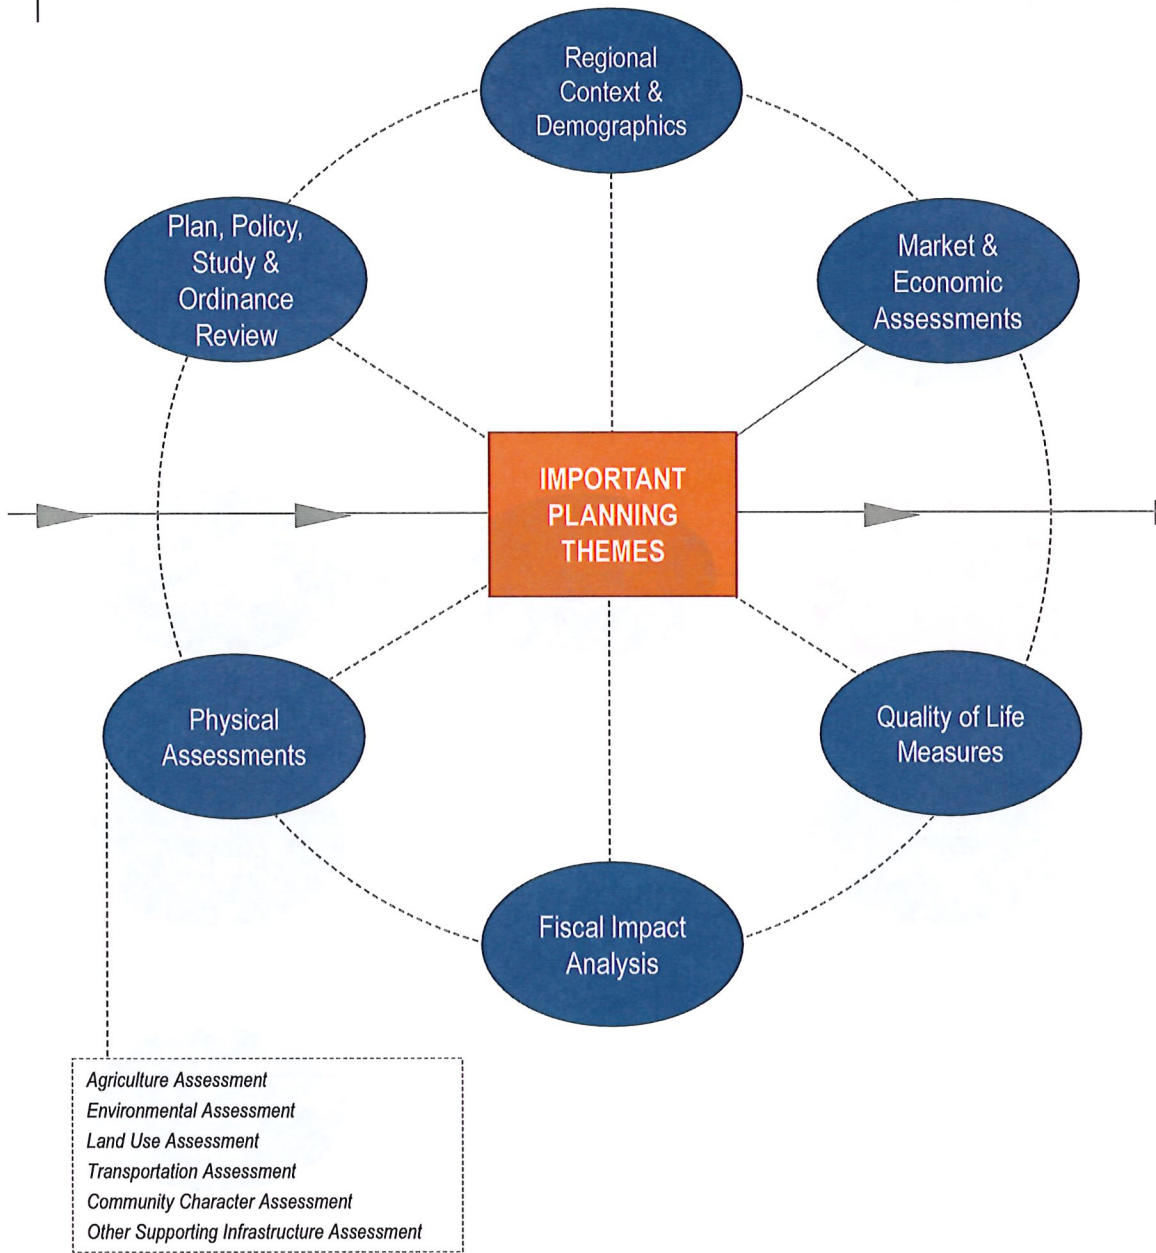 Regional
Context &
Demographics
Plan, Policy,
Study &
Ordinance
Review
Market &
Economic
Assessments
IMPORTANT
PLANNING
THEMES
Physical
Assessments
Quality of Life
Measures
Fiscal Impact
Analysis
Agriculture Assessment
Environmental Assessment
Land Use Assessment
Transportation Assessment
Community Character Assessment
Other Supporting Infrastructure Assessment